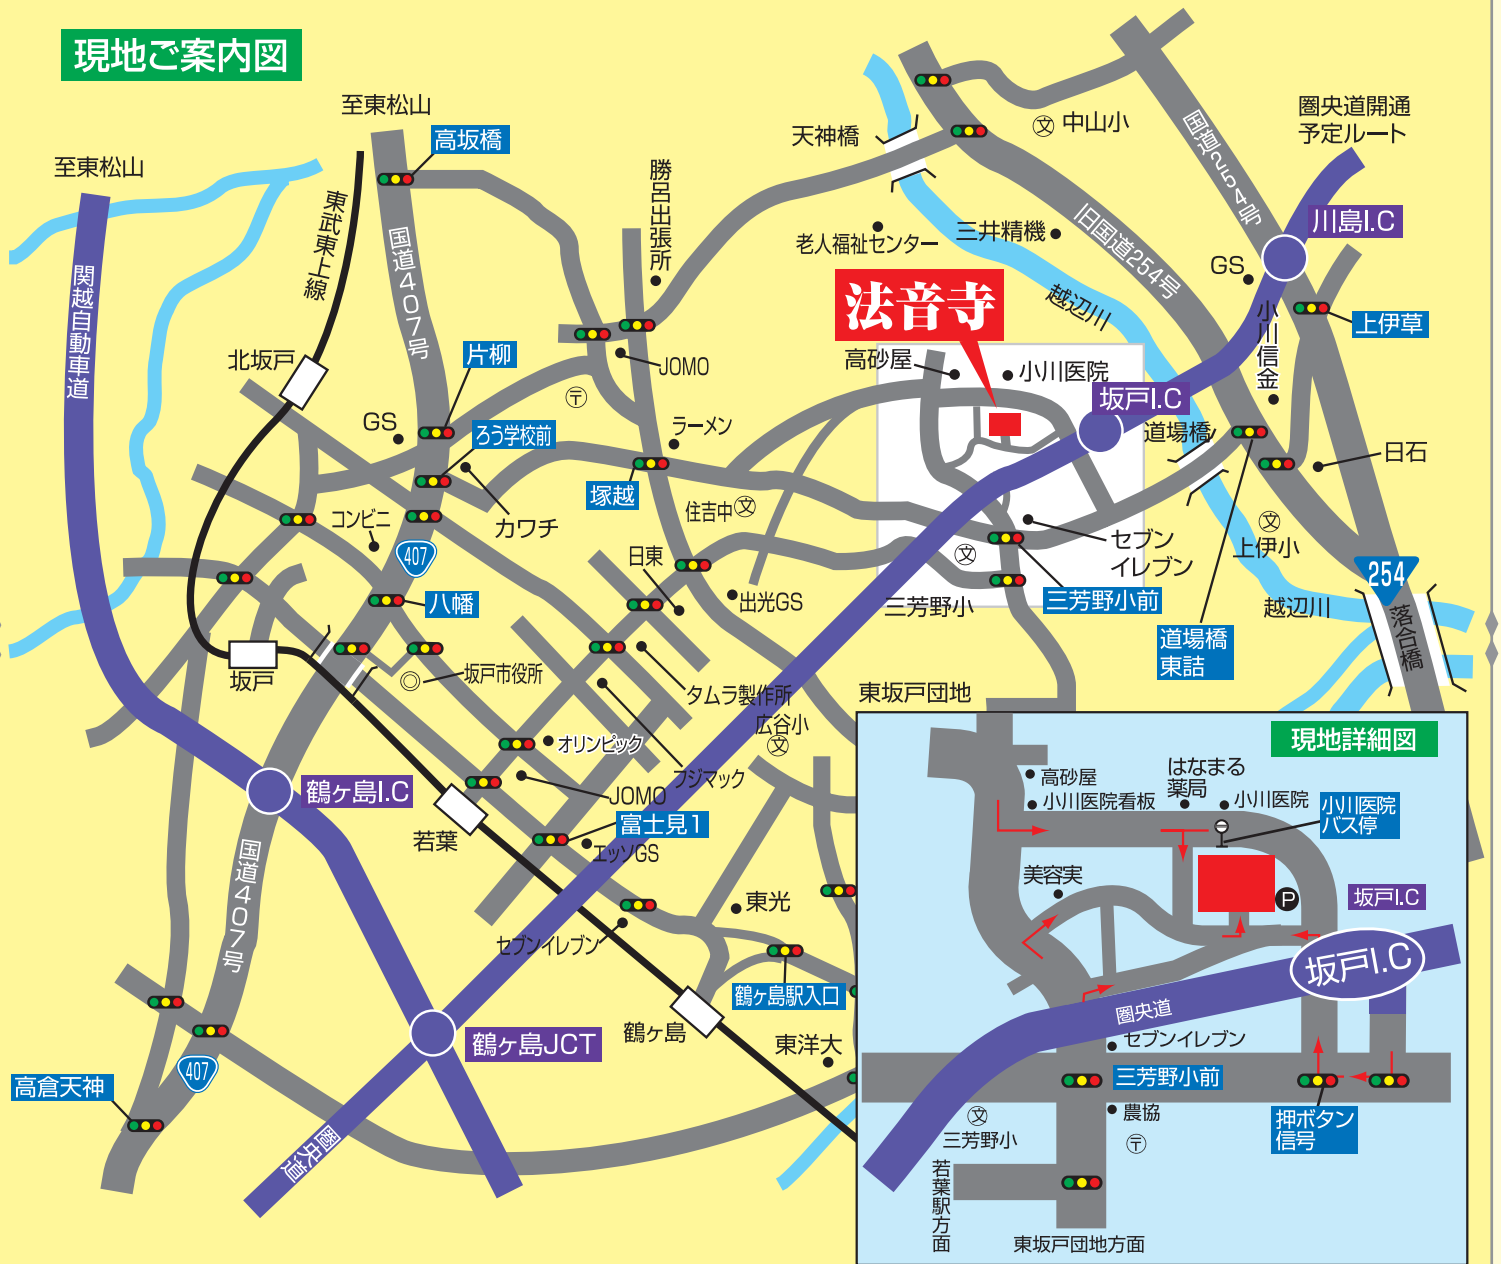 現地ご案内図
至東松山
高坂橋
至東松山
東武東上線
国道407号
関越自動車道
勝呂出張所
天神橋
中山小
文
国道254号
圏央道開通
予定ルート
川島I.C
老人福祉センター
三井精機
旧国道254号
越辺川
GS
小川信金
上伊草
法音寺
高砂屋
小川医院
坂戸I.C
道場橋
日石
北坂戸
片柳
GS
ろう学校前
JOMO
〒
ラーメン
塚越
カワチ
コンビニ
407
住吉中
文
日東
出光GS
文
セブン
イレブン
三芳野小
三芳野小前
文
上伊小
254
越辺川
落合橋
道場橋
東詰
八幡
坂戸
坂戸市役所
タムラ製作所
広谷小
文
東坂戸団地
オリンピック
フジマック
JOMO
鶴ヶ島I.C
若葉
富士見1
エッソGS
国道407号
セブンイレブン
東光
鶴ヶ島駅入口
鶴ヶ島
鶴ヶ島JCT
東洋大
407
高倉天神
圏央道
現地詳細図
高砂屋
小川医院看板
はなまる
薬局
小川医院
小川医院
バス停
美容実
P
坂戸I.C
坂戸I.C
圏央道
セブンイレブン
三芳野小前
文
三芳野小
農協
〒
押ボタン
信号
若葉駅方面
東坂戸団地方面